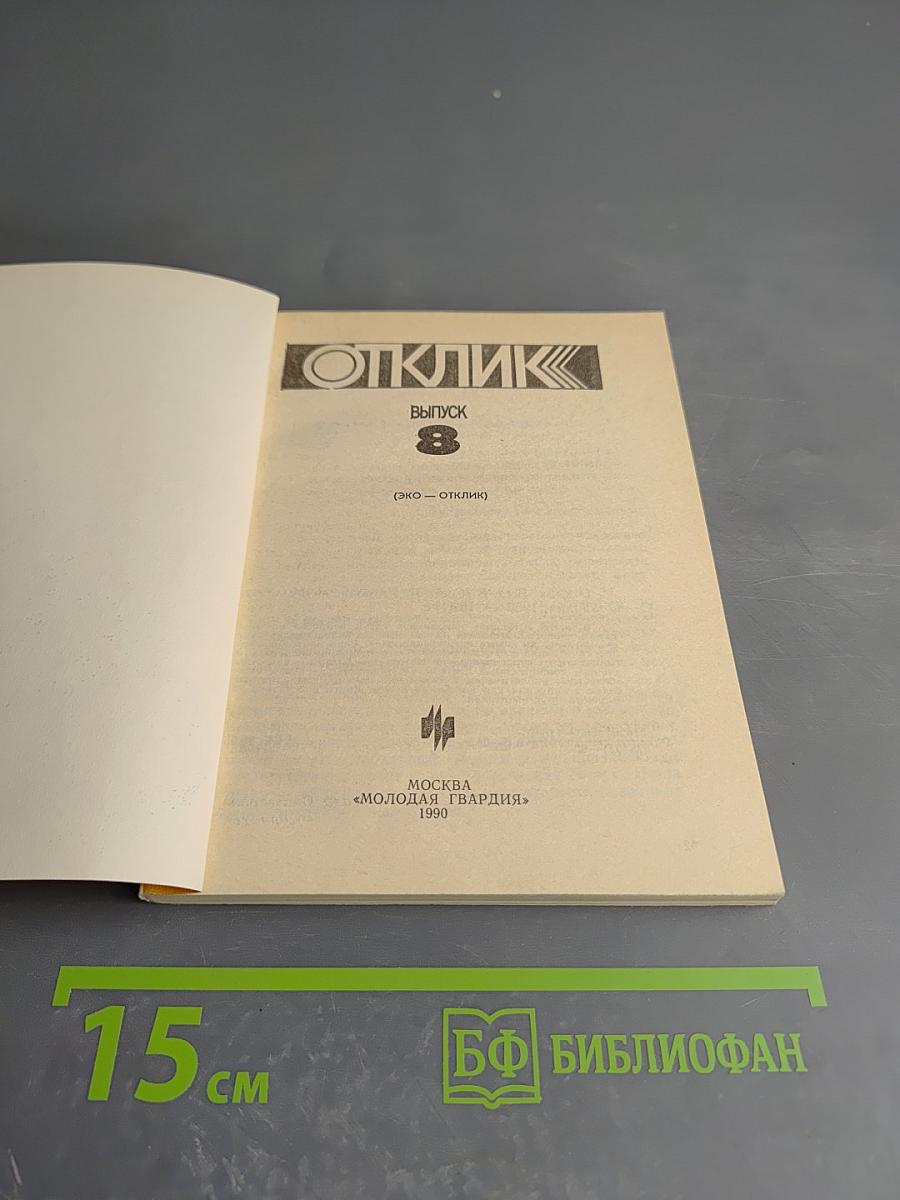 ОТКЛИК
ВЫПУСК
8
(ЭКО — ОТКЛИК)
МОСКВА
«МОЛОДАЯ ГВАРДИЯ»
1990
15 см
БФ БИБЛИОФАН